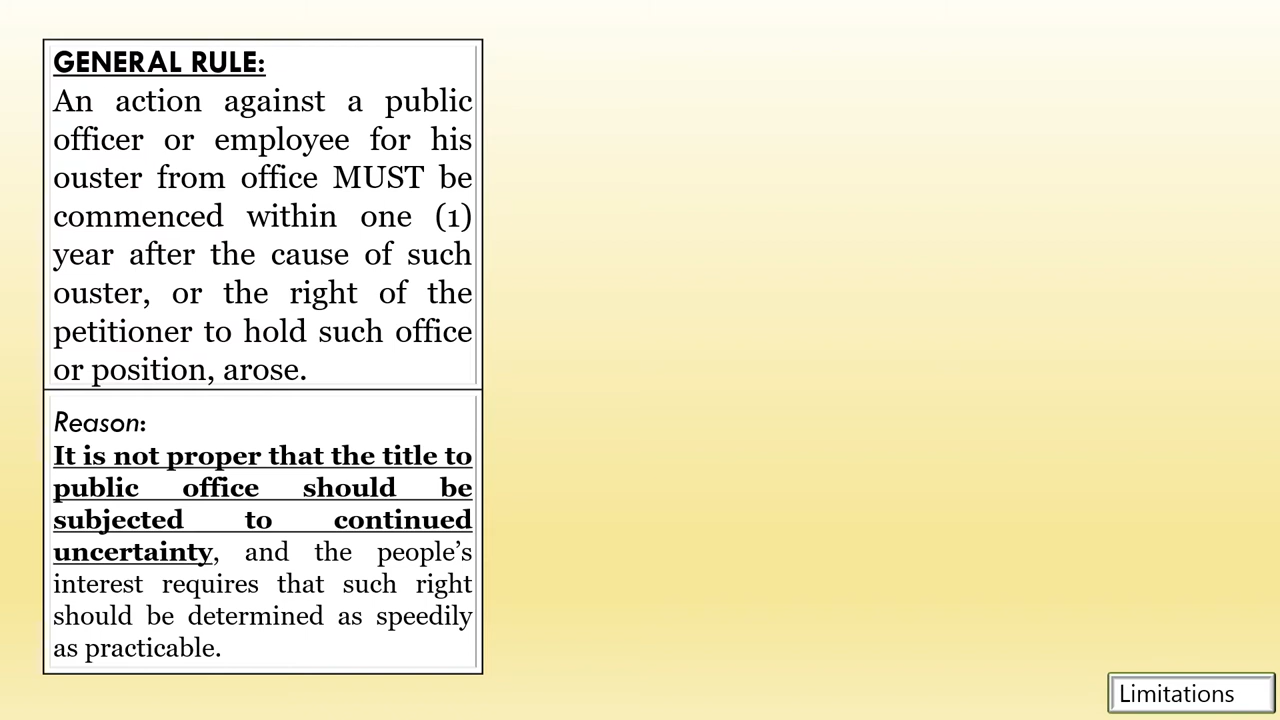 GENERAL RULE:
An action against a public
officer or employee for his
ouster from office MUST be
commenced within one (1)
year after the cause of such
ouster, or the right of the
petitioner to hold such office
or position, arose.
Reason:
It is not proper that the title to
public office should be
subjected to continued
uncertainty, and the people’s
interest requires that such right
should be determined as speedily
as practicable.
Limitations